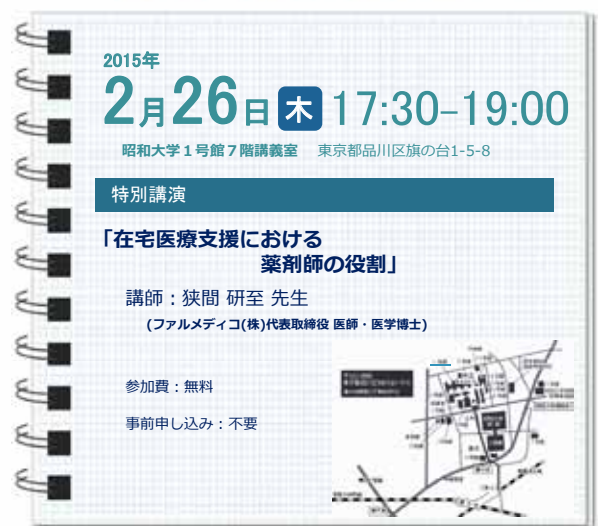 2015年
2月26日 木 17:30-19:00
昭和大学１号館７階講義室 東京都品川区旗の台1-5-8
特別講演
「在宅医療支援における
薬剤師の役割」
講師：狭間 研至 先生
(ファルメディコ(株)代表取締役 医師・医学博士)
参加費：無料
事前申し込み：不要